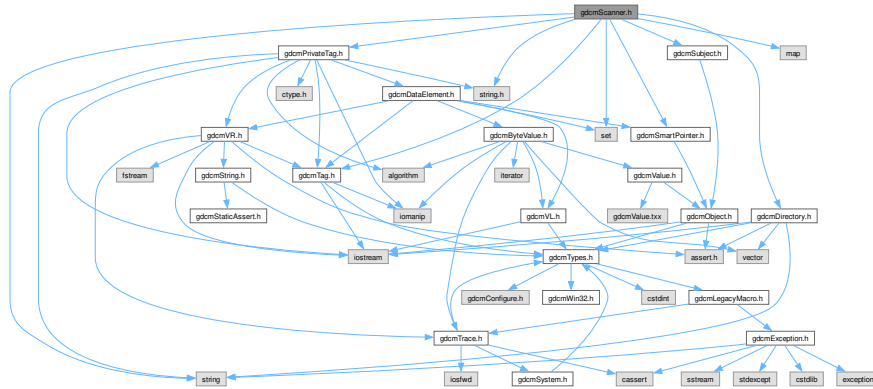 gdcmScanner.h
gdcmPrivateTag.h
gdcmSubject.h
map
ctype.h
gdcmDataElement.h
string.h
gdcmVR.h
gdcmByteValue.h
set
gdcmSmartPointer.h
fstream
gdcmString.h
gdcmTag.h
algorithm
iterator
gdcmValue.h
gdcmStaticAssert.h
iomanip
gdcmVL.h
gdcmValue.txx
gdcmObject.h
gdcmDirectory.h
iostream
gdcmTypes.h
assert.h
vector
gdcmConfigure.h
gdcmWin32.h
cstdint
gdcmLegacyMacro.h
gdcmTrace.h
gdcmException.h
string
iosfwd
gdcmSystem.h
cassert
sstream
stdexcept
cstdlib
exception